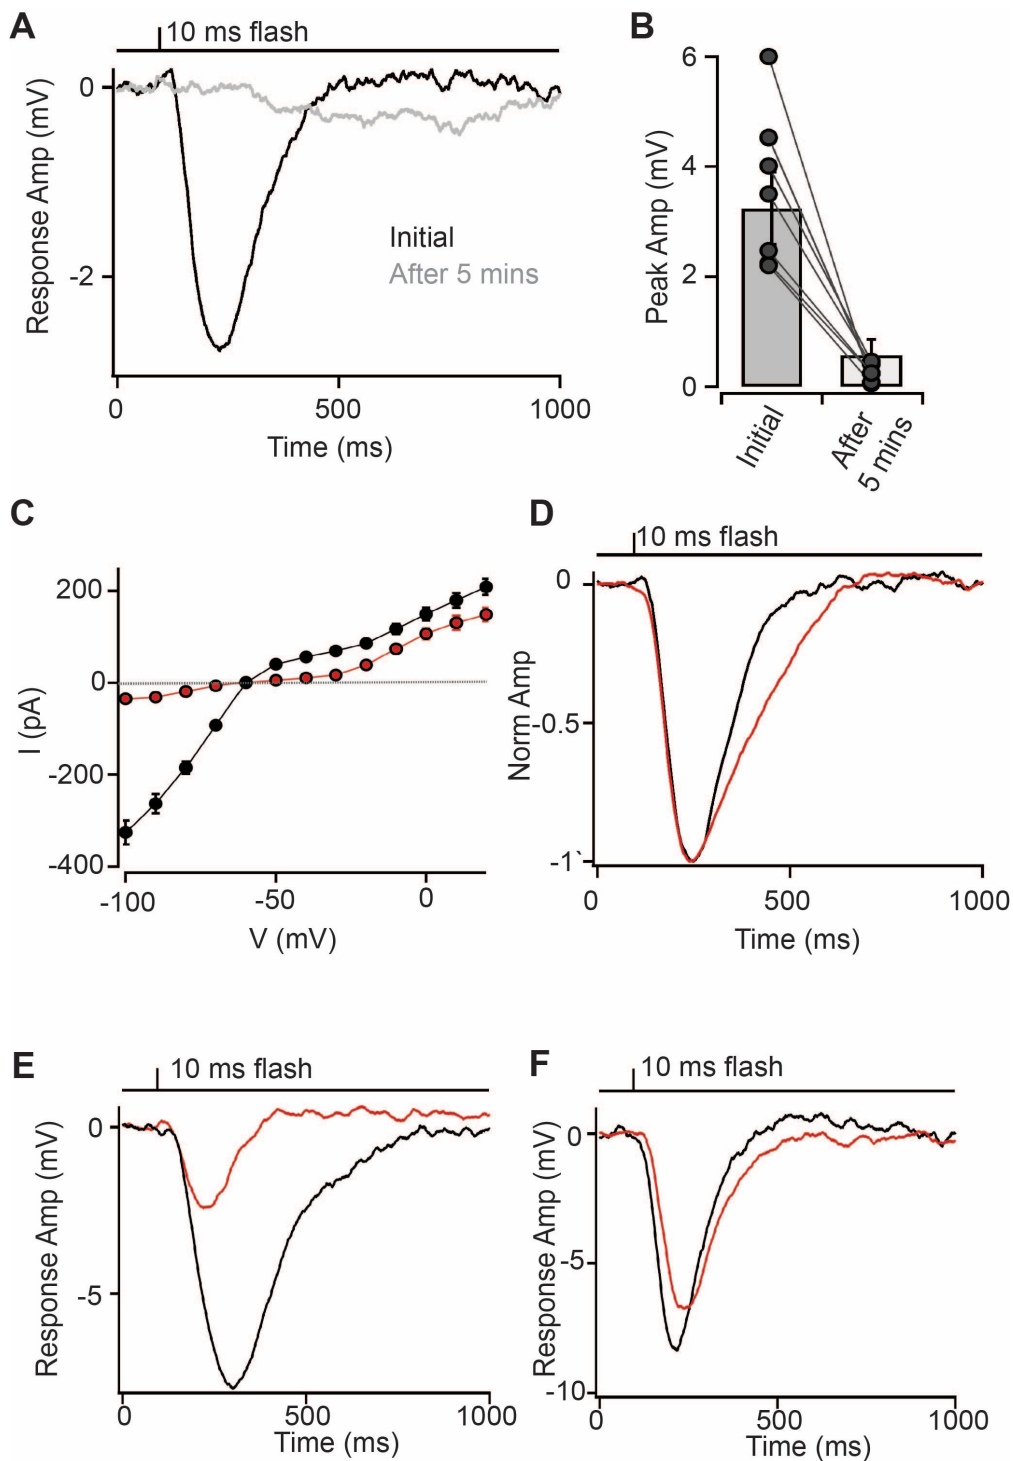 A
10 ms flash
0
-2
Response Amp (mV)
Initial
After 5 mins
0
500
1000
Time (ms)
B
6
4
2
0
Peak Amp (mV)
Initial
After
5 mins
C
200
0
-200
-400
I (pA)
-100
-50
0
V (mV)
D
10 ms flash
0
-0.5
-1`
Norm Amp
0
500
1000
Time (ms)
E
10 ms flash
0
-5
Response Amp (mV)
0
500
1000
Time (ms)
F
10 ms flash
0
-5
-10
Response Amp (mV)
0
500
1000
Time (ms)